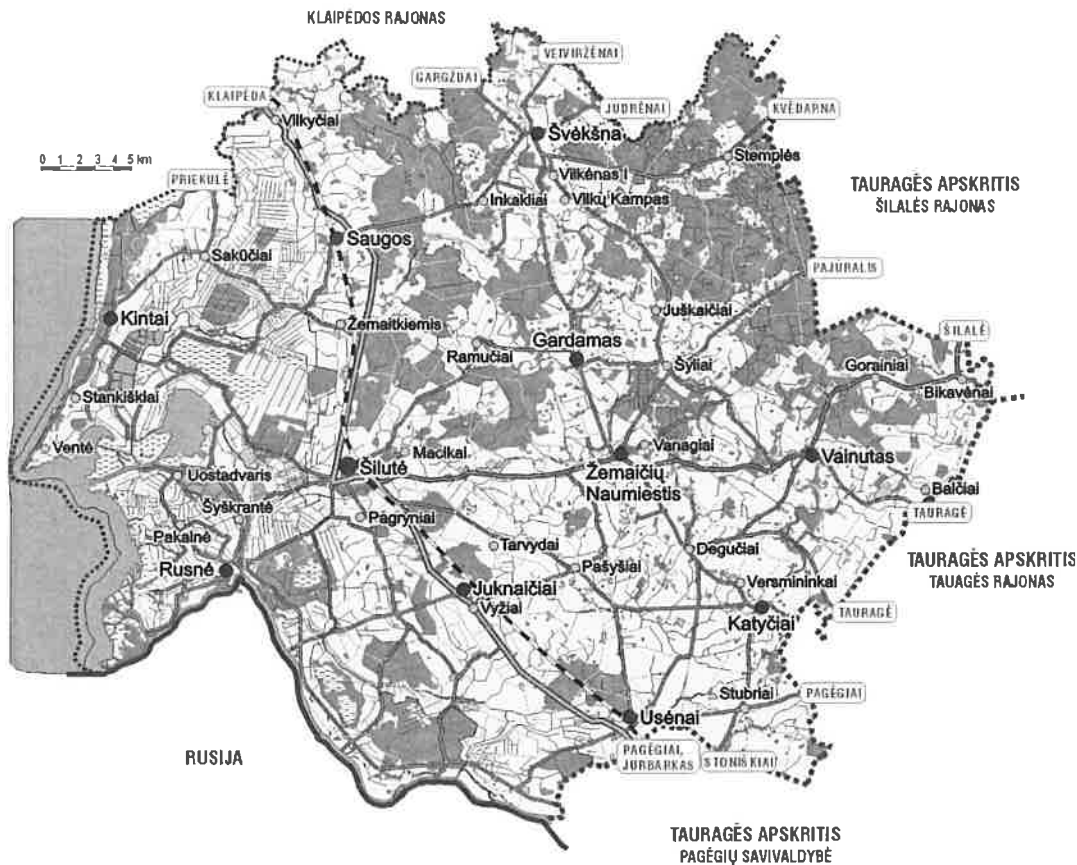 KLAIPĖDOS RAJONAS
VEIVIRŽĖNAI
GARGŽDAI
KLAIPĖDA
JUDRĖNAI
KVĖDARNA
Vilkyčiai
Švėkšna
Stemplės
0 1 2 3 4 5 km
PRIEKULĖ
Vilkėnas I
Inkakliai
Vilkų Kampas
TAURAGĖS APSKRITIS
ŠILALĖS RAJONAS
Saugos
Sakūčiai
PAJŪRALIS
Kintai
Žemaitkiemis
Juškaičiai
Ramučiai
Gardamas
Šyliai
ŠILALĖ
Gorainiai
Bikavėnai
Stankiškiai
Ventė
Macikai
Vanagiai
Šilutė
Uostadvaris
Žemaičių
Naumiestis
Vainutas
Balčiai
Šyškrantė
Pagryniai
TAURAGĖ
Pakalnė
Tarvydai
Degučiai
Rusnė
Pašyšiai
TAURAGĖS APSKRITIS
TAUAGĖS RAJONAS
Juknaičiai
Vyžiai
Versmininkai
Katyčiai
TAURAGĖ
Stubriai
PAGĖGIAI
Usėnai
RUSIJA
PAGĖGIAI,
JURBARKAS
STONIŠKIAI
TAURAGĖS APSKRITIS
PAGĖGIŲ SAVIVALDYBĖ